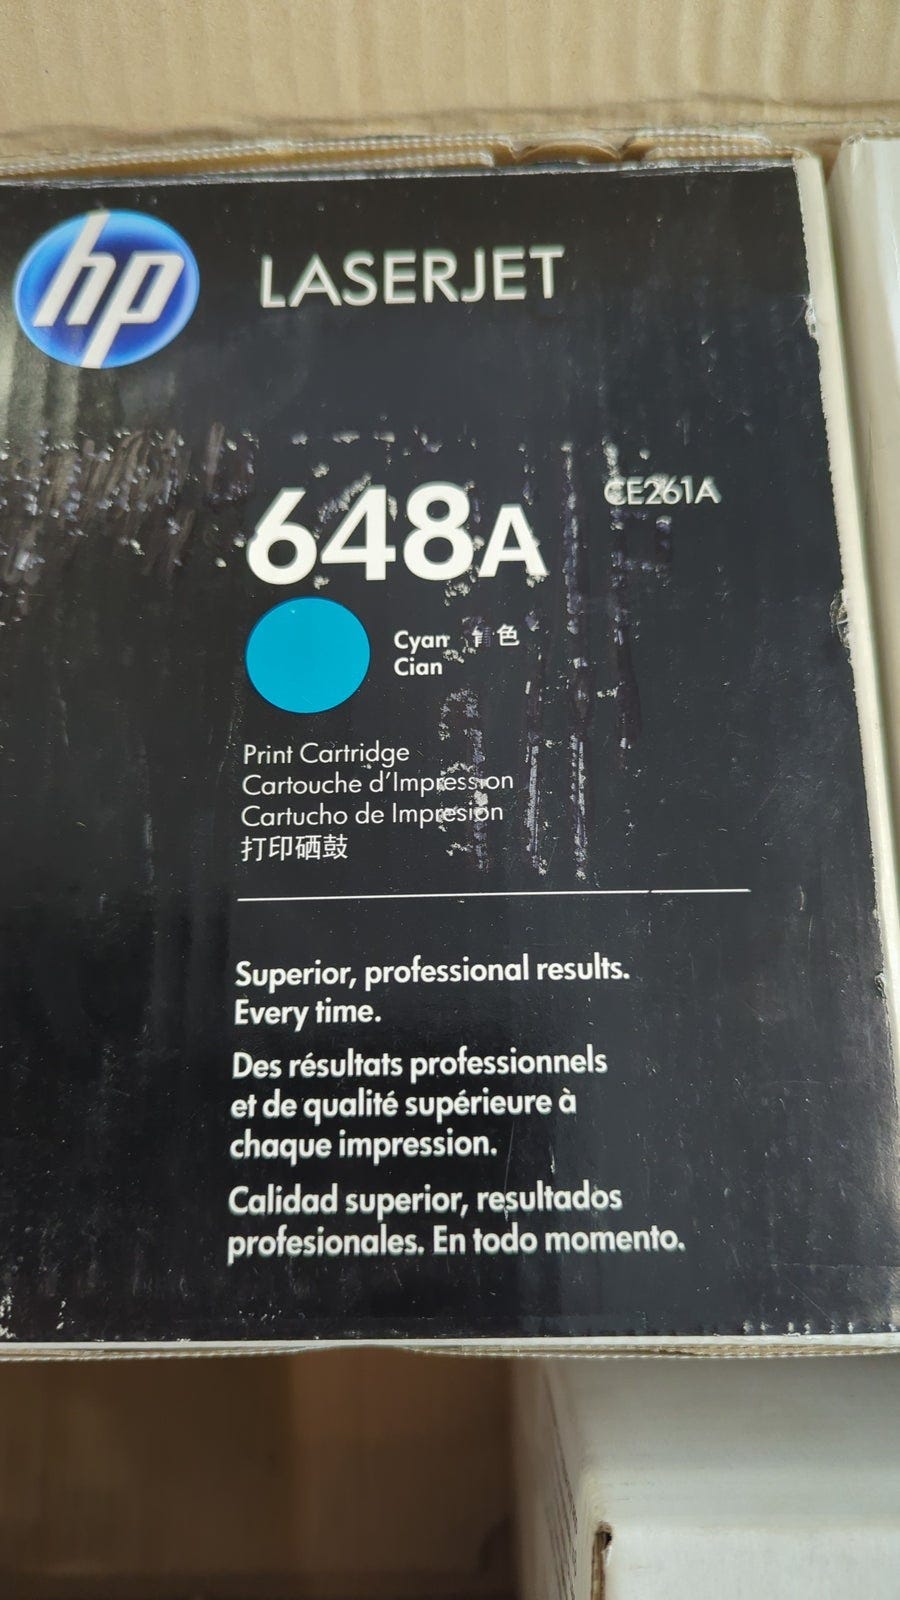 hp
LASERJET
648A
CE261A
Cyan
Cian
Print Cartridge
Cartouche d'Impression
Cartucho de Impresión
打印硒鼓
Superior, professional results.
Every time.
Des résultats professionnels
et de qualité supérieure à
chaque impression.
Calidad superior, resultados
profesionales. En todo momento.